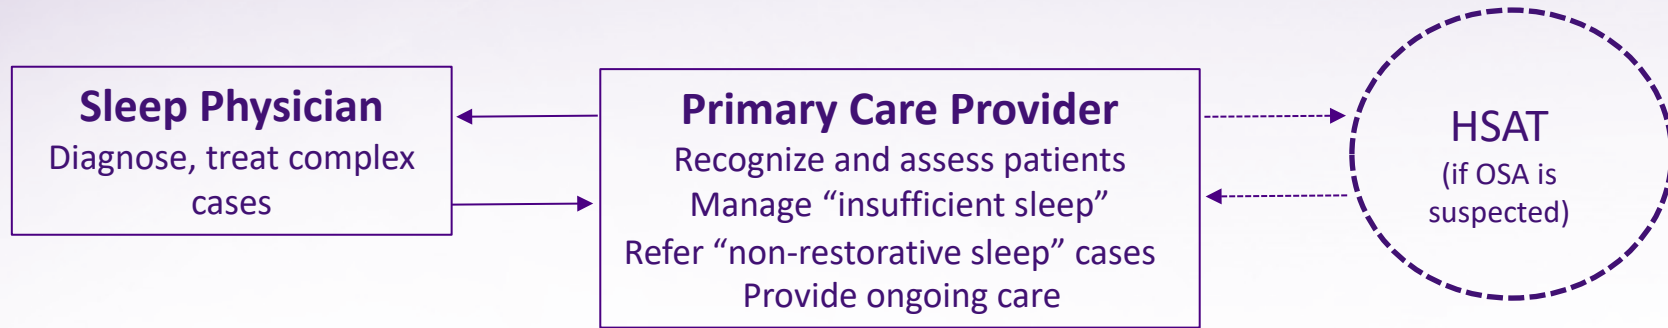 Sleep Physician
Diagnose, treat complex
cases
Primary Care Provider
Recognize and assess patients
Manage “insufficient sleep”
Refer “non-restorative sleep” cases
Provide ongoing care
HSAT
(if OSA is
suspected)